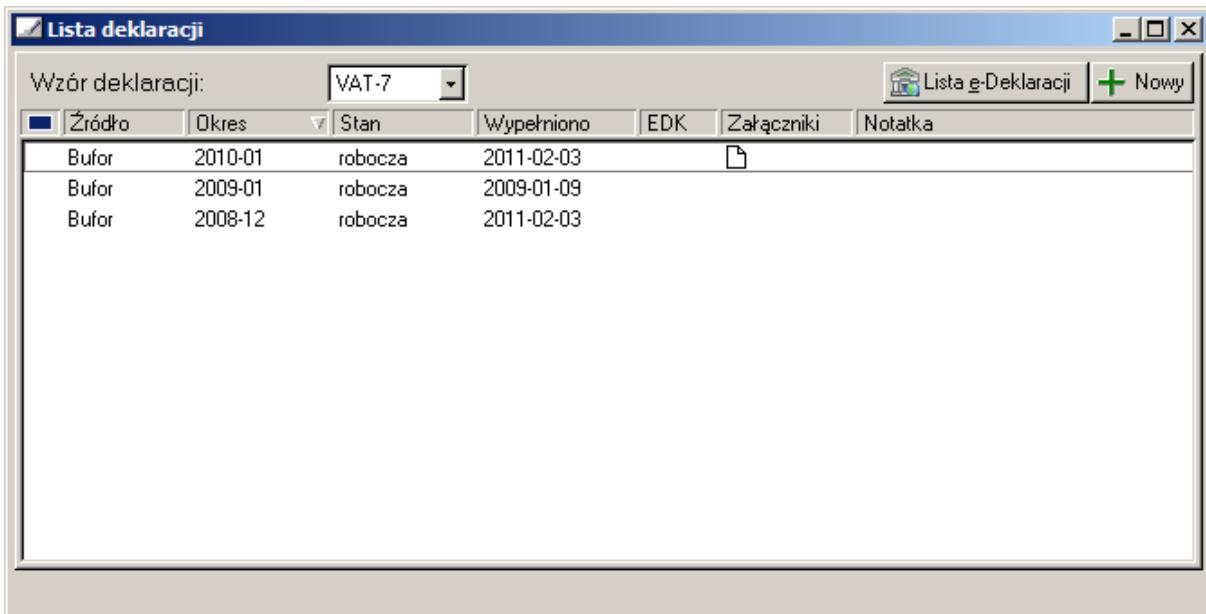 Lista deklaracji
Wzór deklaracji: VAT-7 Lista e-Deklaracji Nowy
Źródło Okres Stan Wypełniono EDK Załączniki Notatka
Bufor 2010-01 robocza 2011-02-03
Bufor 2009-01 robocza 2009-01-09
Bufor 2008-12 robocza 2011-02-03